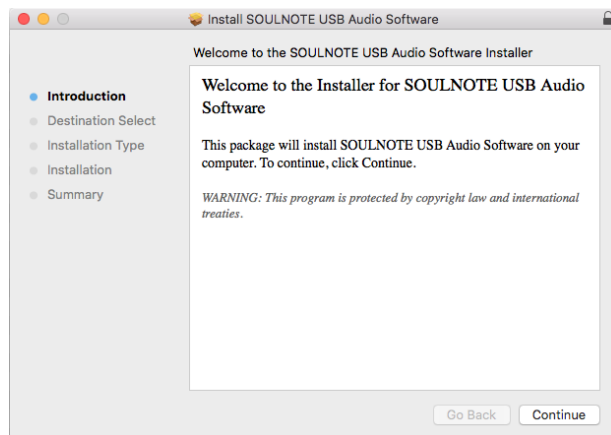 Install SOULNOTE USB Audio Software
Welcome to the SOULNOTE USB Audio Software Installer
Introduction
Destination Select
Installation Type
Installation
Summary
Welcome to the Installer for SOULNOTE USB Audio
Software
This package will install SOULNOTE USB Audio Software on your
computer. To continue, click Continue.
WARNING: This program is protected by copyright law and international
treaties.
Go Back
Continue